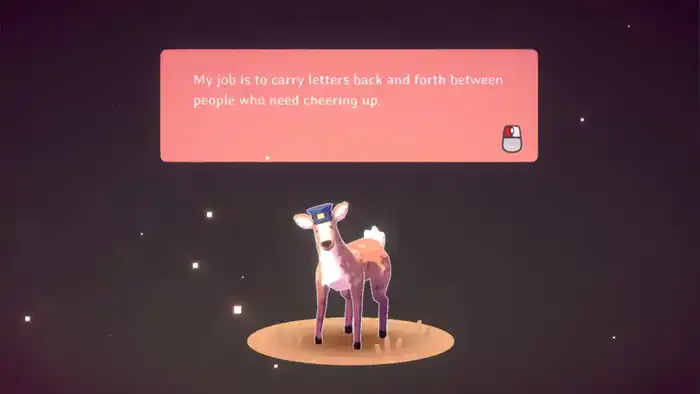 My job is to carry letters back and forth between
people who need cheering up.